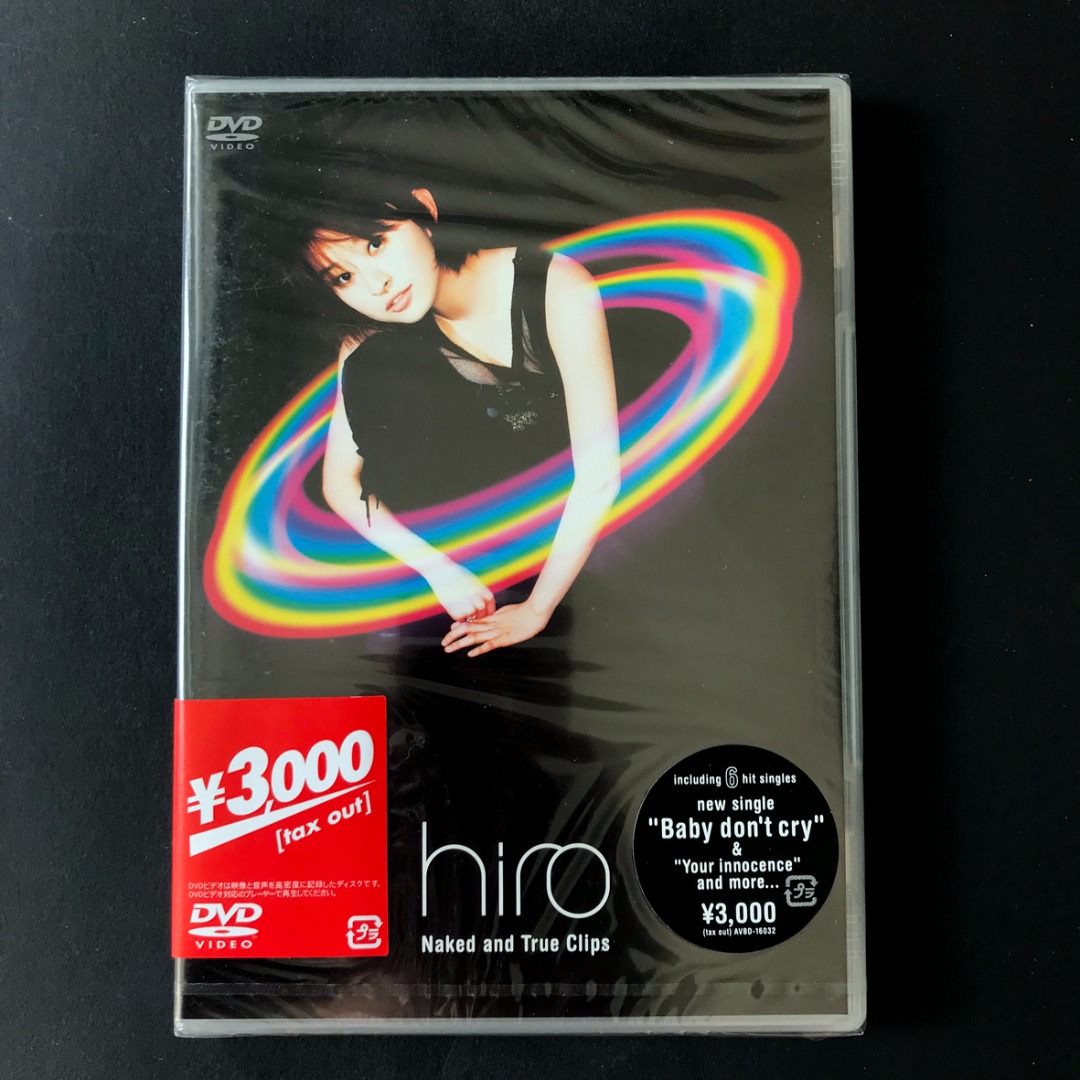 DVD
VIDEO
¥3,000
[tax out]
DVDビデオは映像と音声を高密度に記録したディスクです。
DVDビデオ対応のプレーヤーで再生してください。
DVD
VIDEO
プラ
hiro
Naked and True Clips
including 6 hit singles
new single
"Baby don't cry"
&
"Your innocence"
and more...
プラ
¥3,000
(tax out) AVBD-16032